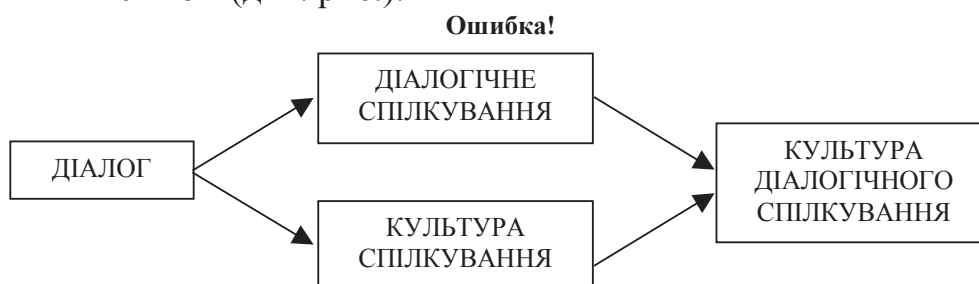 Ошибка!
ДІАЛОГІЧНЕ
СПІЛКУВАННЯ
ДІАЛОГ
КУЛЬТУРА
СПІЛКУВАННЯ
КУЛЬТУРА
ДІАЛОГІЧНОГО
СПІЛКУВАННЯ